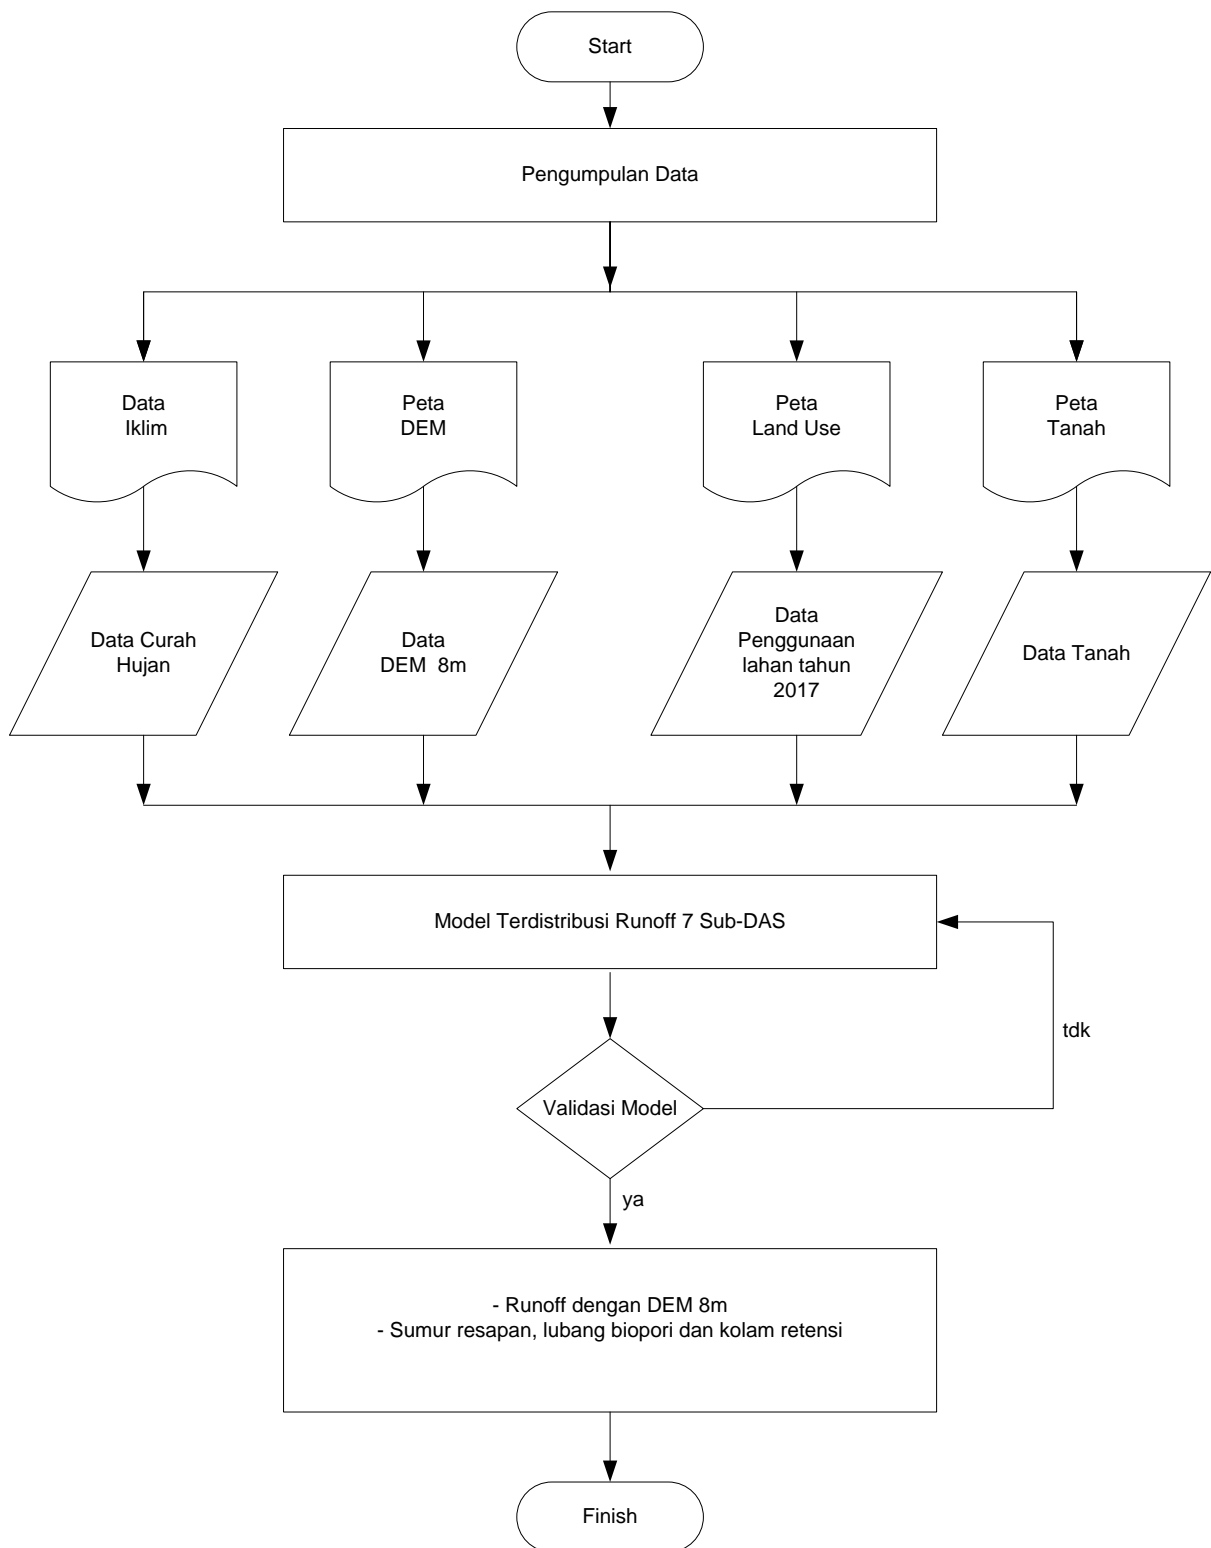 Start
Pengumpulan Data
Data
Iklim
Peta
DEM
Peta
Land Use
Peta
Tanah
Data Curah
Hujan
Data
DEM  8m
Data
Penggunaan
lahan tahun
2017
Data Tanah
Model Terdistribusi Runoff 7 Sub-DAS
tdk
Validasi Model
ya
- Runoff dengan DEM 8m
- Sumur resapan, lubang biopori dan kolam retensi
Finish